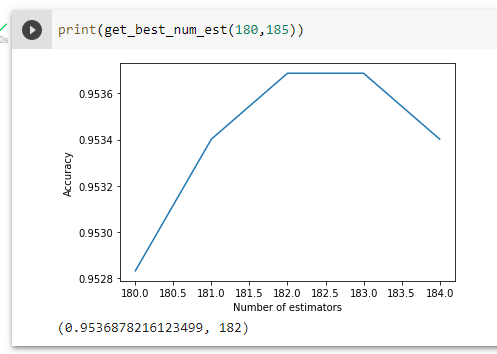 print(get_best_num_est(180,185))
0s
0.9536
0.9534
0.9532
0.9530
0.9528
Accuracy
180.0 180.5 181.0 181.5 182.0 182.5 183.0 183.5 184.0
Number of estimators
(0.9536878216123499, 182)